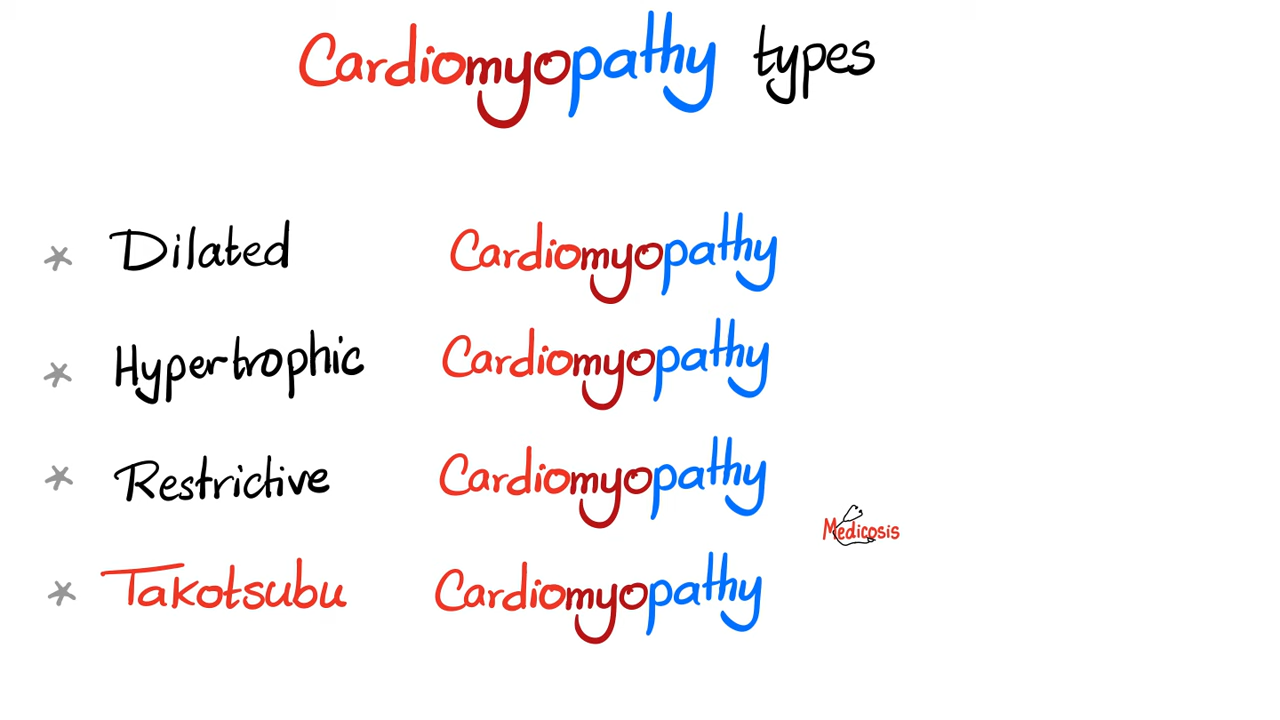 Cardiomyopathy types
* Dilated Cardiomyopathy
* Hypertrophic Cardiomyopathy
* Restrictive Cardiomyopathy
Medicosis
* Takotsubu Cardiomyopathy